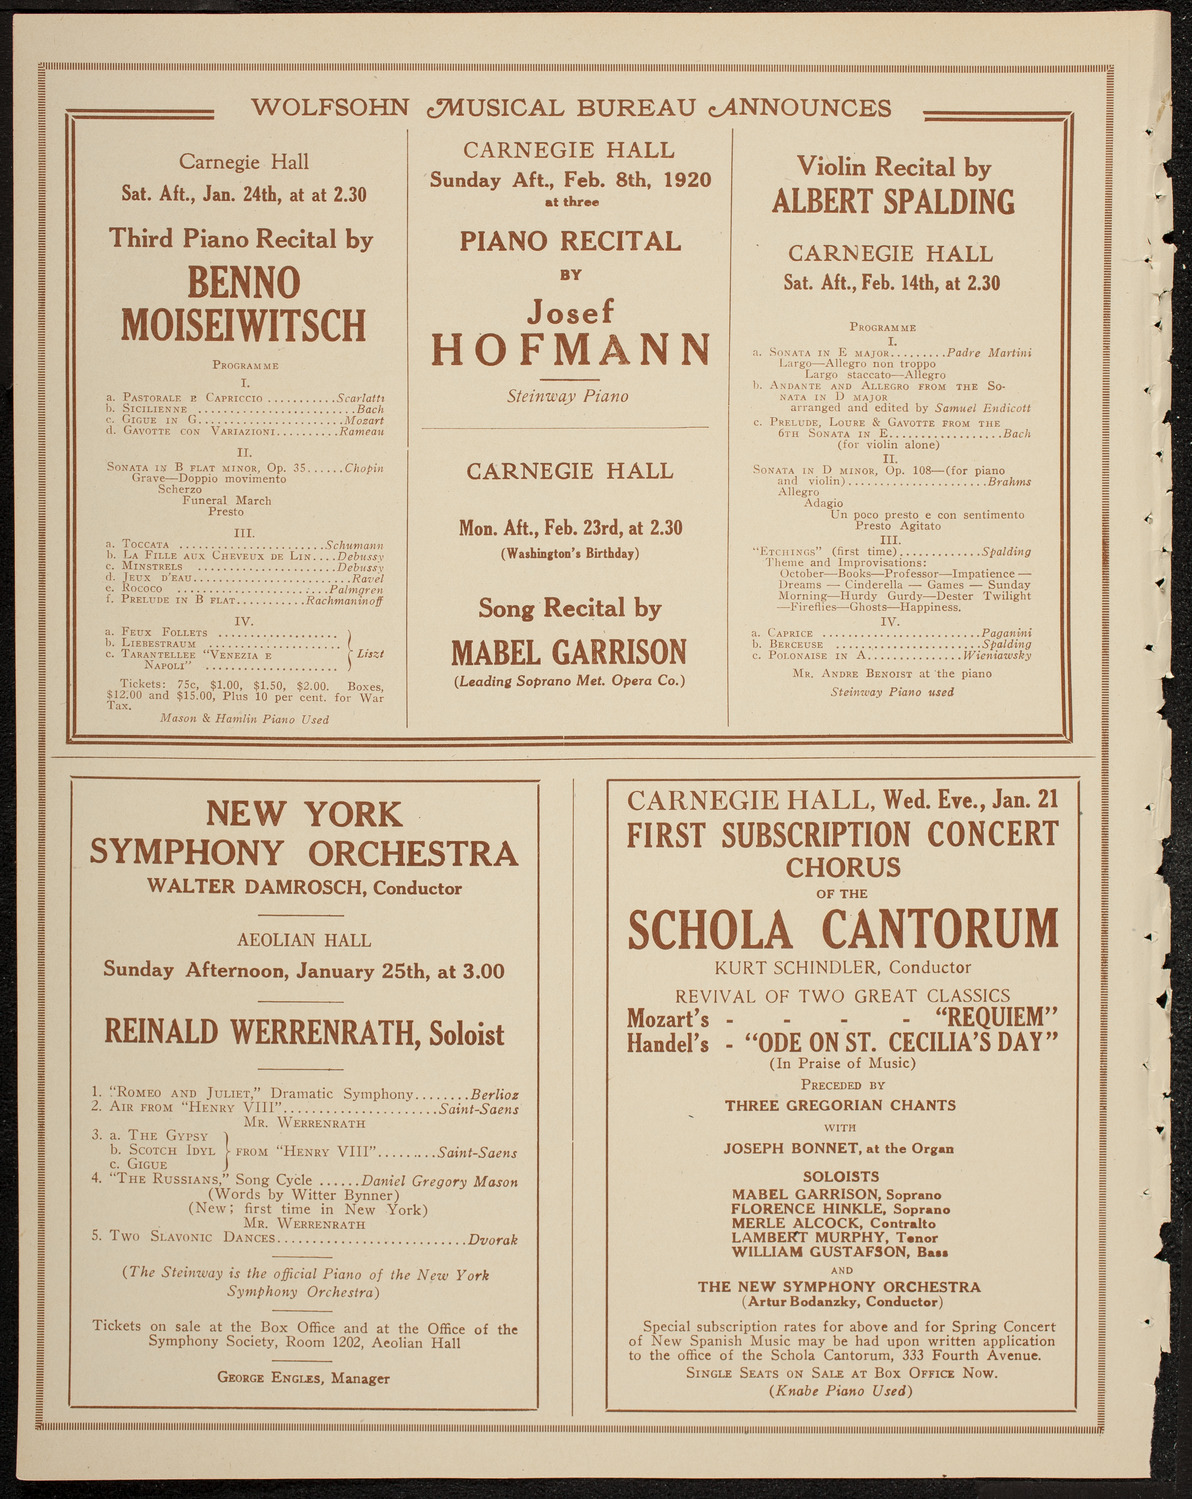 WOLFSOHN MUSICAL BUREAU ANNOUNCES
Carnegie Hall
Sat. Aft., Jan. 24th, at at 2.30
Third Piano Recital by
BENNO
MOISEIWITSCH
PROGRAMME
I.
a. PASTORALE E CAPRICCIO ...........Scarlatti
b. SICILIENNE .........................Bach
c. GIGUE IN G.......................Mozart
d. GAVOTTE CON VARIAZIONI..........Rameau
II.
SONATA IN B FLAT MINOR, Op. 35......Chopin
Grave—Doppio movimento
Scherzo
Funeral March
Presto
III.
a. TOCCATA .......................Schumann
b. LA FILLE AUX CHEVEUX DE LIN....Debussy
c. MINSTRELS .....................Debussy
d. JEUX D'EAU.........................Ravel
e. ROCOCO ........................Palmgren
f. PRELUDE IN B FLAT...........Rachmaninoff
IV.
a. FEUX FOLLETS ...................
b. LIEBESTRAUM ....................
c. TARANTELLEE "VENEZIA E Liszt
NAPOLI" .....................
Tickets: 75c, $1.00, $1.50, $2.00. Boxes,
$12.00 and $15.00, Plus 10 per cent. for War
Tax.
Mason & Hamlin Piano Used
CARNEGIE HALL
Sunday Aft., Feb. 8th, 1920
at three
PIANO RECITAL
BY
Josef
HOFMANN
Steinway Piano
CARNEGIE HALL
Mon. Aft., Feb. 23rd, at 2.30
(Washington's Birthday)
Song Recital by
MABEL GARRISON
(Leading Soprano Met. Opera Co.)
Violin Recital by
ALBERT SPALDING
CARNEGIE HALL
Sat. Aft., Feb. 14th, at 2.30
PROGRAMME
I.
a. SONATA IN E MAJOR.........Padre Martini
Largo—Allegro non troppo
Largo staccato—Allegro
b. ANDANTE AND ALLEGRO FROM THE SO-
NATA IN D MAJOR
arranged and edited by Samuel Endicott
c. PRELUDE, LOURE & GAVOTTE FROM THE
6TH SONATA IN E..................Bach
(for violin alone)
II.
SONATA IN D MINOR, Op. 108—(for piano
and violin)......................Brahms
Allegro
Adagio
Un poco presto e con sentimento
Presto Agitato
III.
"ETCHINGS" (first time).............Spalding
Theme and Improvisations:
October—Books—Professor—Impatience—
Dreams — Cinderella — Games — Sunday
Morning—Hurdy Gurdy—Dester Twilight
—Fireflies—Ghosts—Happiness.
IV.
a. CAPRICE .........................Paganini
b. BERCEUSE ........................Spalding
c. POLONAISE IN A...............Wieniawsky
MR. ANDRE BENOIST at the piano
Steinway Piano used
NEW YORK
SYMPHONY ORCHESTRA
WALTER DAMROSCH, Conductor
AEOLIAN HALL
Sunday Afternoon, January 25th, at 3.00
REINALD WERRENRATH, Soloist
1. "ROMEO AND JULIET," Dramatic Symphony........Berlioz
2. AIR FROM "HENRY VIII"......................Saint-Saens
MR. WERRENRATH
3. a. THE GYPSY
b. SCOTCH IDYL FROM "HENRY VIII".........Saint-Saens
c. GIGUE
4. "THE RUSSIANS," Song Cycle ......Daniel Gregory Mason
(Words by Witter Bynner)
(New; first time in New York)
MR. WERRENRATH
5. TWO SLAVONIC DANCES...........................Dvorak
(The Steinway is the official Piano of the New York
Symphony Orchestra)
Tickets on sale at the Box Office and at the Office of the
Symphony Society, Room 1202, Aeolian Hall
GEORGE ENGLES, Manager
CARNEGIE HALL, Wed. Eve., Jan. 21
FIRST SUBSCRIPTION CONCERT
CHORUS
OF THE
SCHOLA CANTORUM
KURT SCHINDLER, Conductor
REVIVAL OF TWO GREAT CLASSICS
Mozart's - - - - "REQUIEM"
Handel's - "ODE ON ST. CECILIA'S DAY"
(In Praise of Music)
PRECEDED BY
THREE GREGORIAN CHANTS
WITH
JOSEPH BONNET, at the Organ
SOLOISTS
MABEL GARRISON, Soprano
FLORENCE HINKLE, Soprano
MERLE ALCOCK, Contralto
LAMBERT MURPHY, Tenor
WILLIAM GUSTAFSON, Bass
AND
THE NEW SYMPHONY ORCHESTRA
(Artur Bodanzky, Conductor)
Special subscription rates for above and for Spring Concert
of New Spanish Music may be had upon written application
to the office of the Schola Cantorum, 333 Fourth Avenue.
SINGLE SEATS ON SALE AT BOX OFFICE NOW.
(Knabe Piano Used)